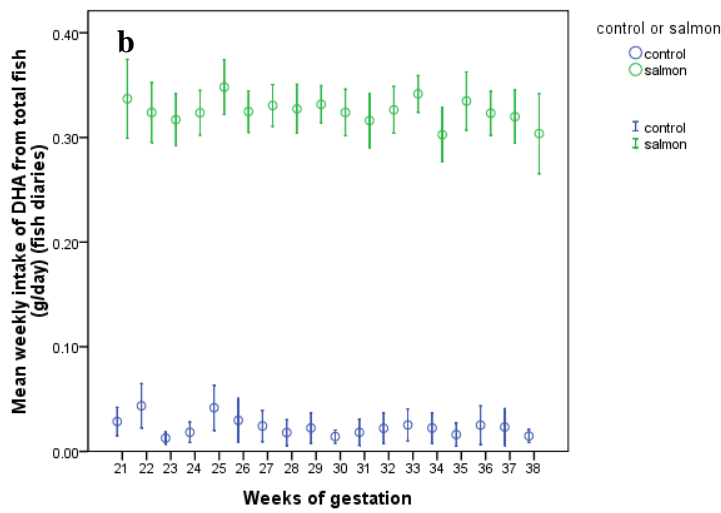 b
control or salmon
control
salmon
control
salmon
Mean weekly intake of DHA from total fish
(g/day) (fish diaries)
0.40
0.30
0.20
0.10
0.00
21 22 23 24 25 26 27 28 29 30 31 32 33 34 35 36 37 38
Weeks of gestation